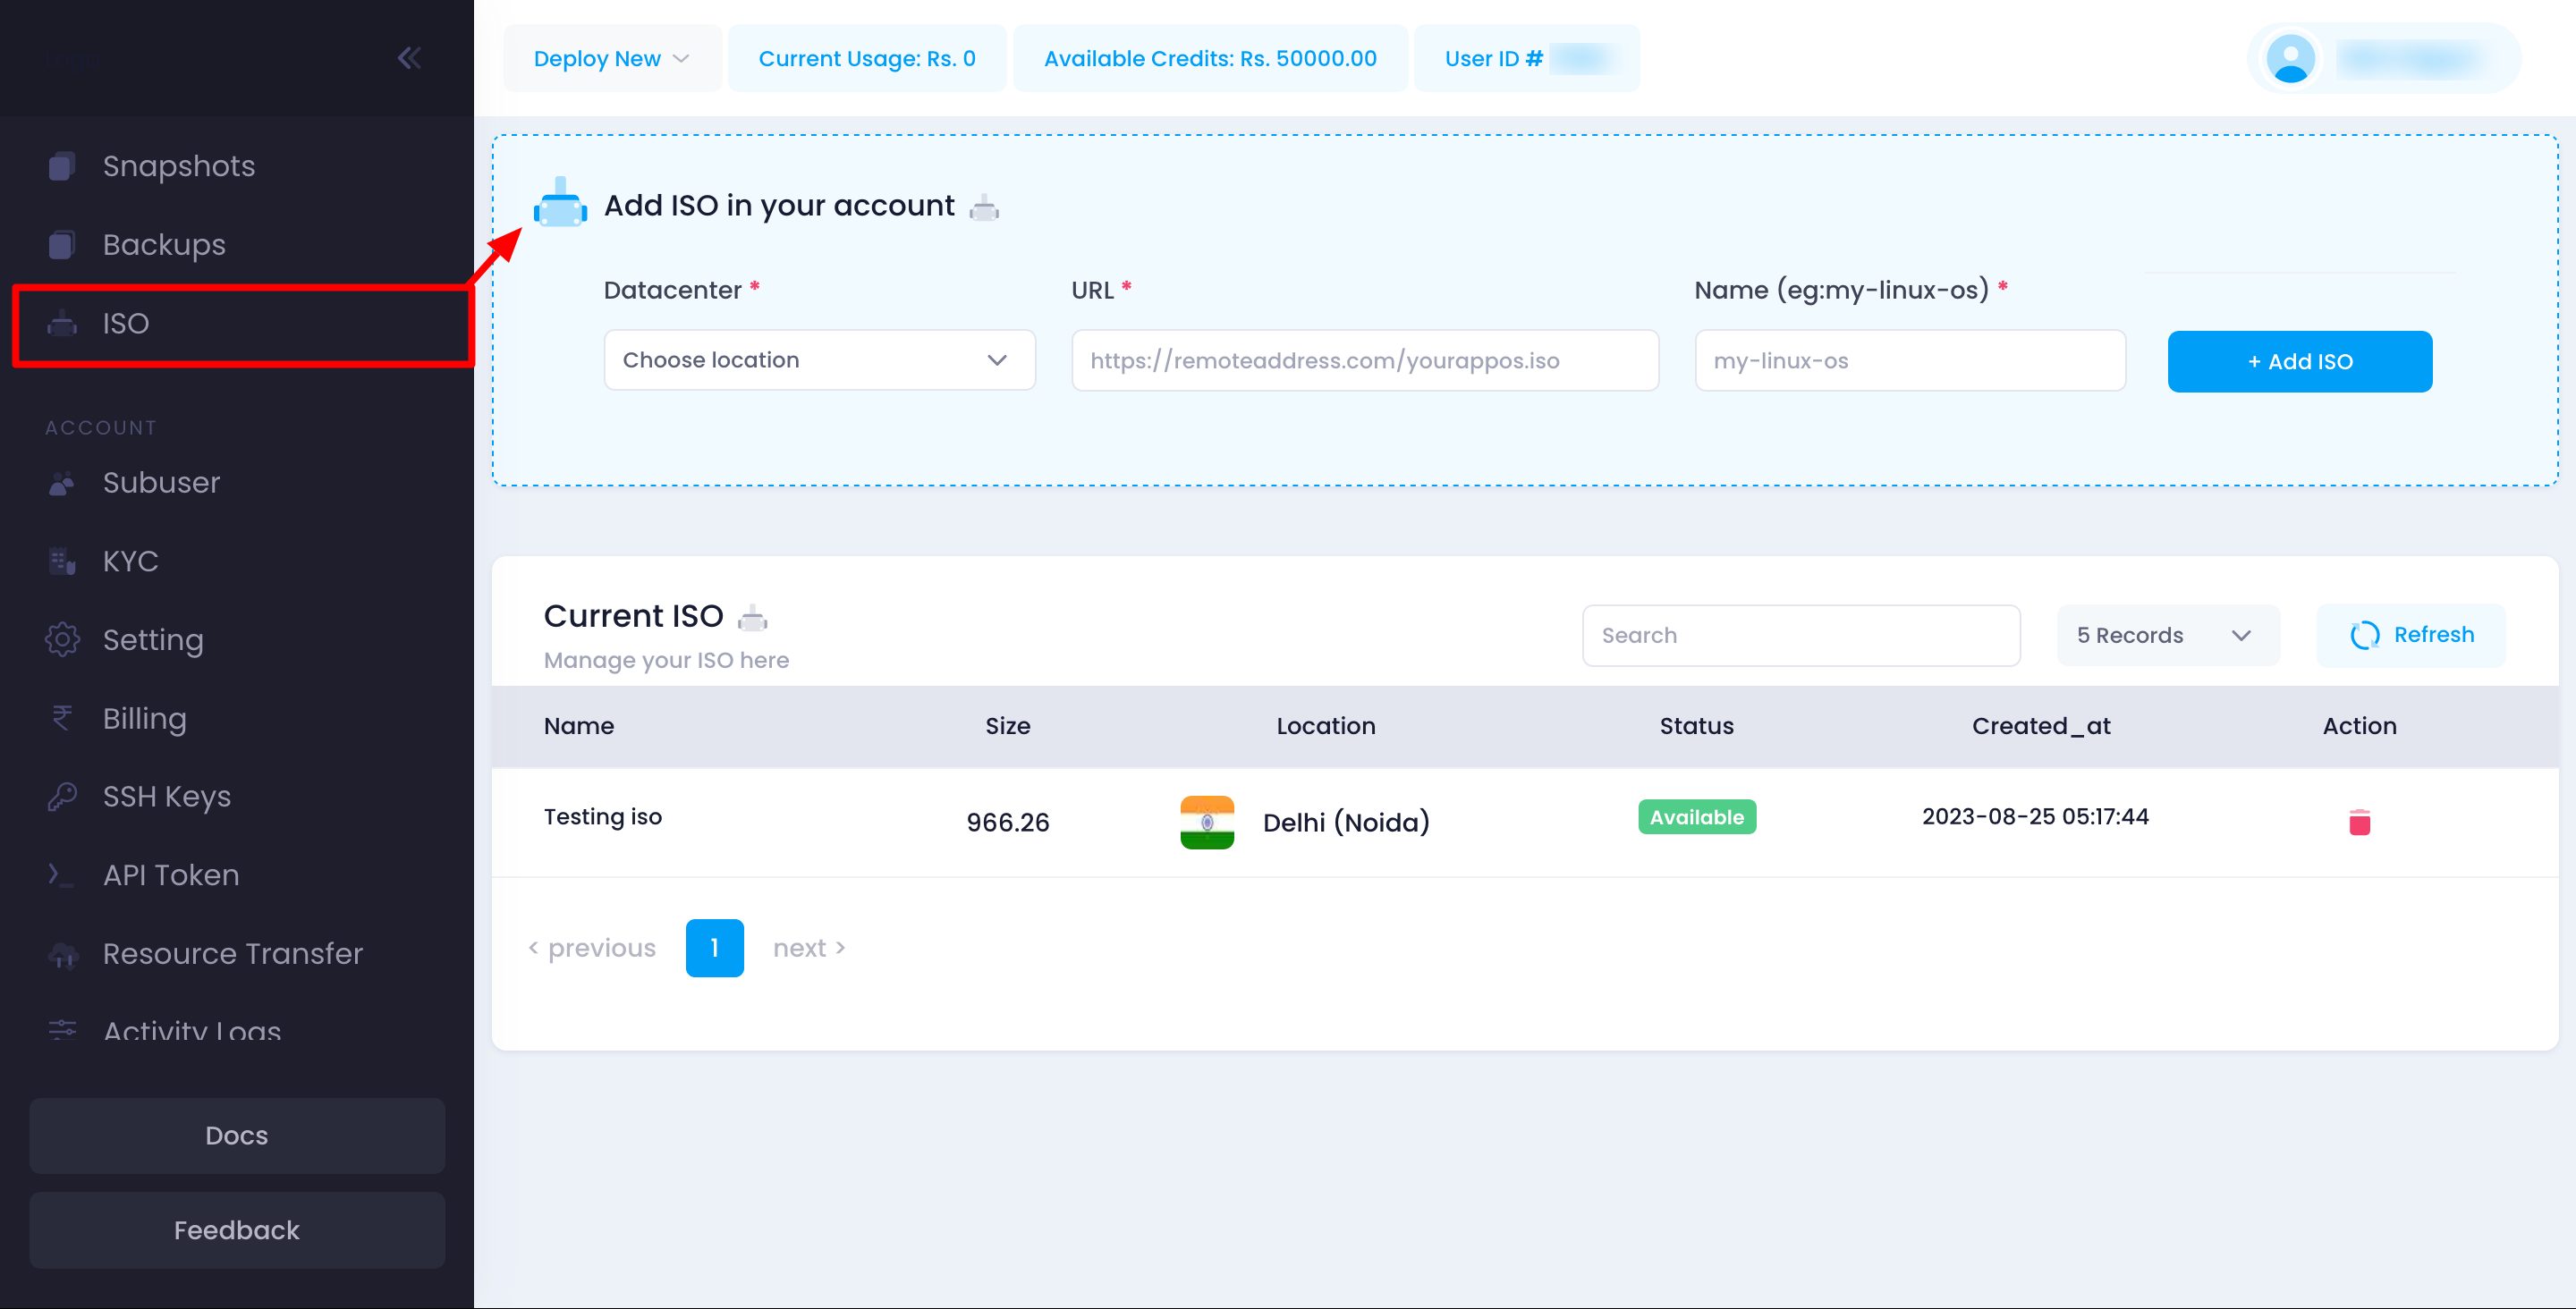 Deploy New
Current Usage: Rs. 0
Available Credits: Rs. 50000.00
User ID #
Snapshots
Backups
ISO
ACCOUNT
Subuser
KYC
Setting
Billing
SSH Keys
API Token
Resource Transfer
Activity Logs
Docs
Feedback
Add ISO in your account
Datacenter *
URL *
Name (eg:my-linux-os) *
Choose location
https://remoteaddress.com/yourappos.iso
my-linux-os
+ Add ISO
Current ISO
Manage your ISO here
Search
5 Records
Refresh
Name Size Location Status Created_at Action
Testing iso 966.26 Delhi (Noida) Available 2023-08-25 05:17:44
< previous 1 next >